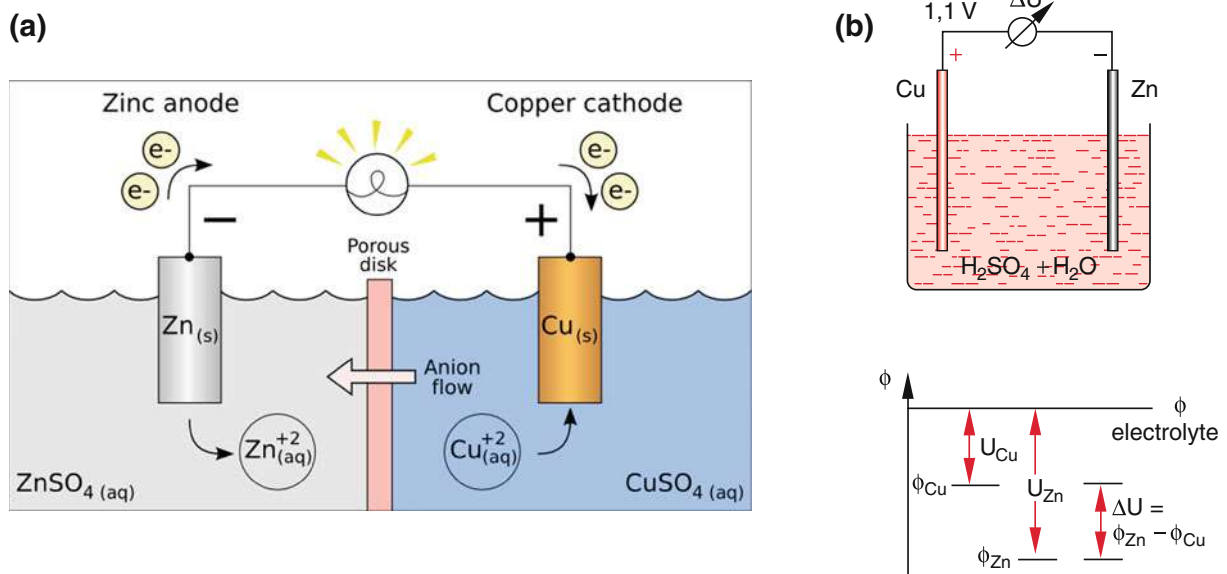 (a)
Zinc anode
Copper cathode
e-
e-
e-
e-
−
+
Porous
disk
Zn(s)
Cu(s)
Anion
flow
Zn+2(aq)
Cu+2(aq)
ZnSO4 (aq)
CuSO4 (aq)
(b)
1,1 V
ΔU
+
−
Cu
Zn
H2SO4 +H2O
ϕ
ϕ
electrolyte
UCu
ϕCu
UZn
ΔU =
ϕZn − ϕCu
ϕZn